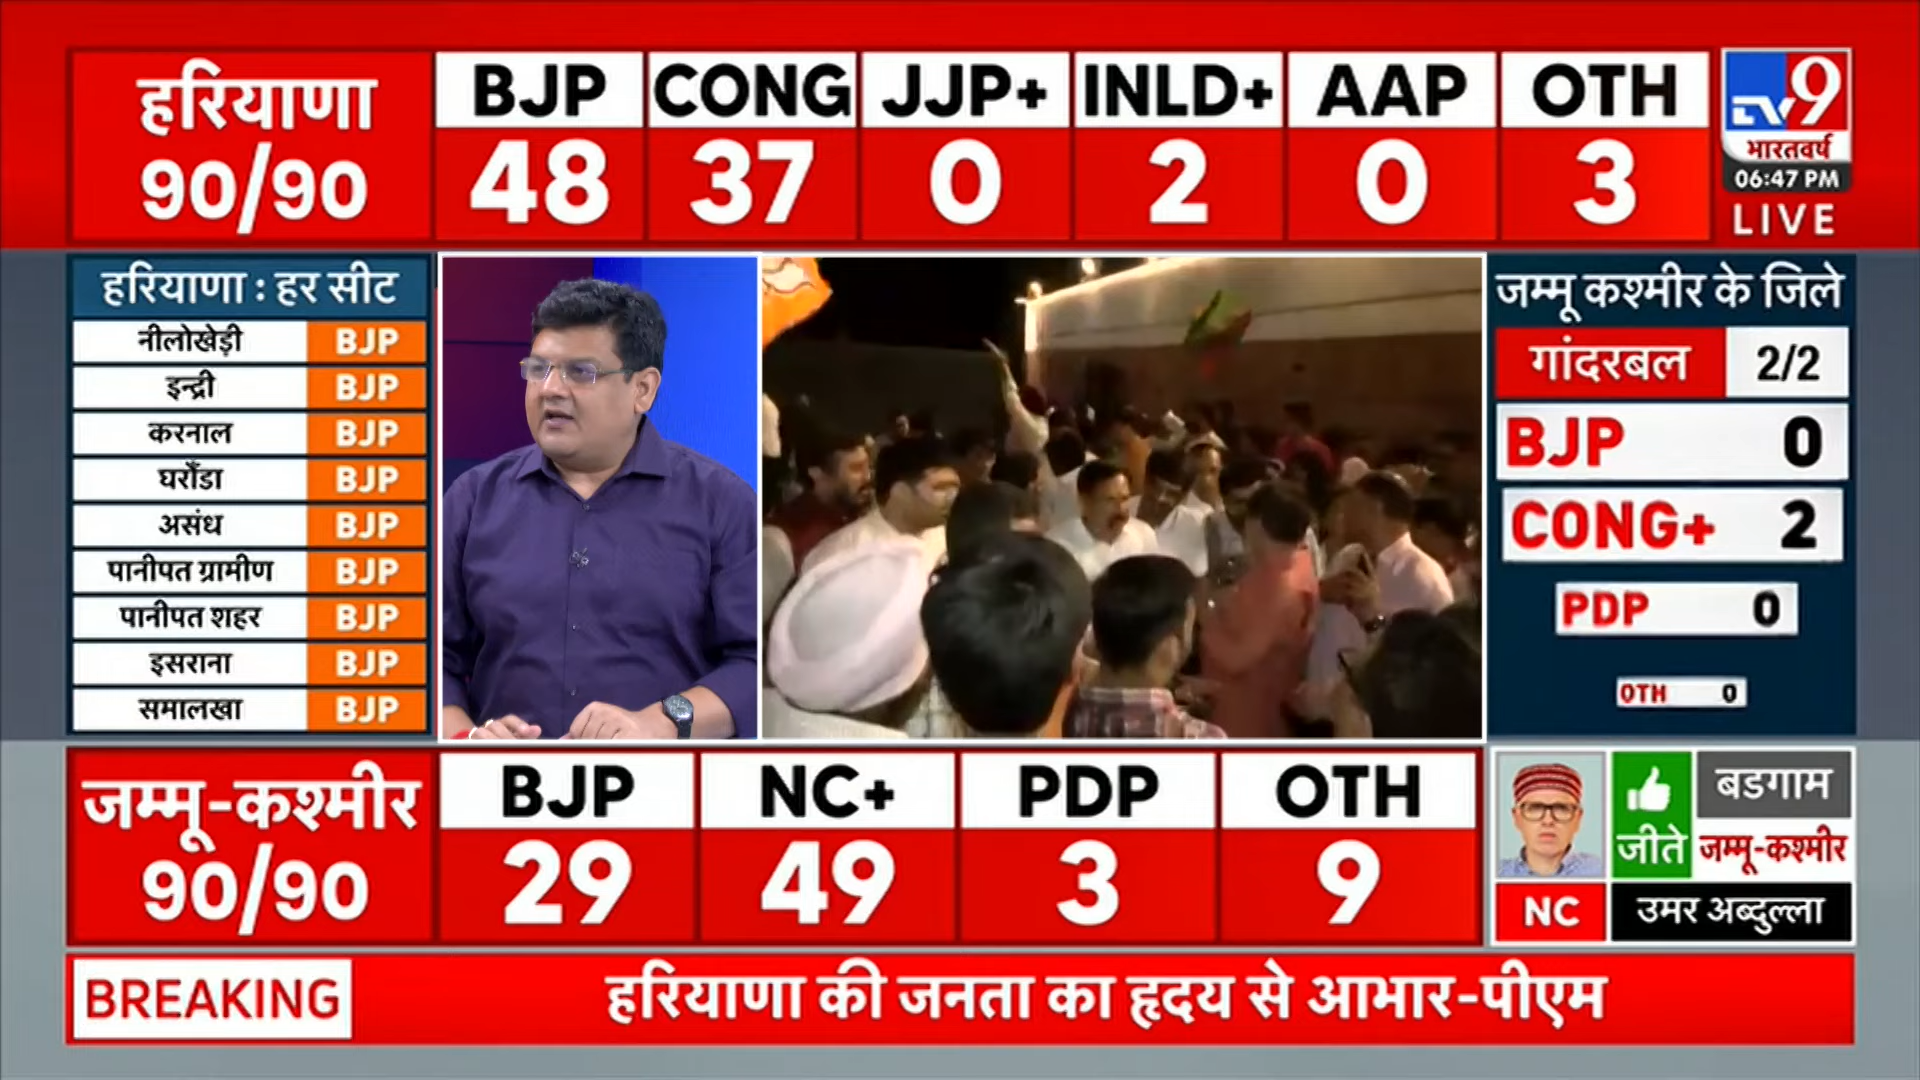 हरियाणा
90/90
BJP CONG JJP+ INLD+ AAP OTH
48 37 0 2 0 3
TV9
भारतवर्ष
06:47 PM
LIVE
हरियाणा : हर सीट
नीलोखेड़ी BJP
इन्द्री BJP
करनाल BJP
घरौंडा BJP
असंध BJP
पानीपत ग्रामीण BJP
पानीपत शहर BJP
इसराना BJP
समालखा BJP
जम्मू कश्मीर के जिले
गांदरबल 2/2
BJP 0
CONG+ 2
PDP 0
OTH 0
जम्मू-कश्मीर
90/90
BJP NC+ PDP OTH
29 49 3 9
जीते
बडगाम
जम्मू-कश्मीर
NC उमर अब्दुल्ला
BREAKING हरियाणा की जनता का हृदय से आभार-पीएम